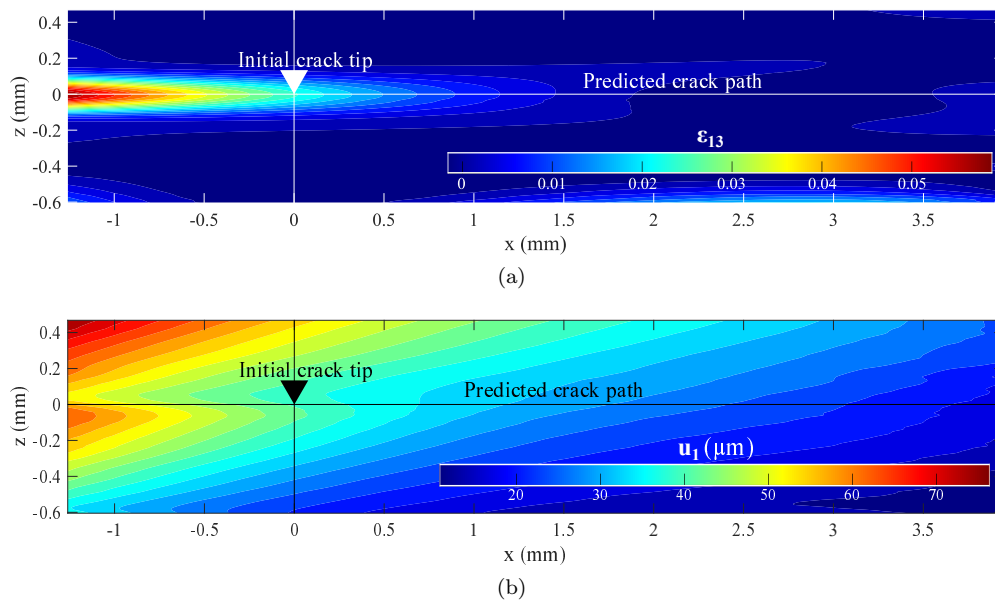 0.4
0.2
0
-0.2
-0.4
-0.6
z (mm)
Initial crack tip
Predicted crack path
ε13
0 0.01 0.02 0.03 0.04 0.05
-1 -0.5 0 0.5 1 1.5 2 2.5 3 3.5
x (mm)
(a)
0.4
0.2
0
-0.2
-0.4
-0.6
z (mm)
Initial crack tip
Predicted crack path
u1 (μm)
20 30 40 50 60 70
-1 -0.5 0 0.5 1 1.5 2 2.5 3 3.5
x (mm)
(b)